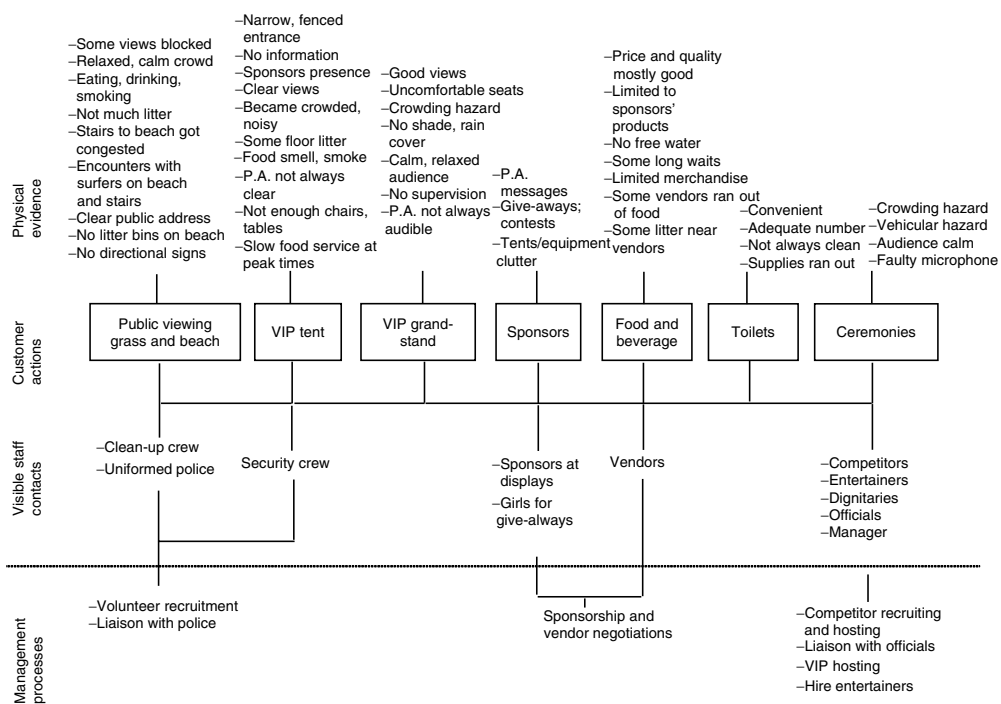 Physical
evidence
–Some views blocked
–Relaxed, calm crowd
–Eating, drinking,
smoking
–Not much litter
–Stairs to beach got
congested
–Encounters with
surfers on beach
and stairs
–Clear public address
–No litter bins on beach
–No directional signs
–Narrow, fenced
entrance
–No information
–Sponsors presence
–Clear views
–Became crowded,
noisy
–Some floor litter
–Food smell, smoke
–P.A. not always
clear
–Not enough chairs,
tables
–Slow food service at
peak times
–Good views
–Uncomfortable seats
–Crowding hazard
–No shade, rain
cover
–Calm, relaxed
audience
–No supervision
–P.A. not always
audible
–P.A.
messages
–Give-aways;
contests
–Tents/equipment
clutter
–Price and quality
mostly good
–Limited to
sponsors'
products
–No free water
–Some long waits
–Limited merchandise
–Some vendors ran out
of food
–Some litter near
vendors
–Convenient
–Adequate number
–Not always clean
–Supplies ran out
–Crowding hazard
–Vehicular hazard
–Audience calm
–Faulty microphone
Customer
actions
Public viewing
grass and beach
VIP tent
VIP grand-
stand
Sponsors
Food and
beverage
Toilets
Ceremonies
Visible staff
contacts
–Clean-up crew
–Uniformed police
Security crew
–Sponsors at
displays
–Girls for
give-always
Vendors
–Competitors
–Entertainers
–Dignitaries
–Officials
–Manager
Management
processes
–Volunteer recruitment
–Liaison with police
Sponsorship and
vendor negotiations
–Competitor recruiting
and hosting
–Liaison with officials
–VIP hosting
–Hire entertainers